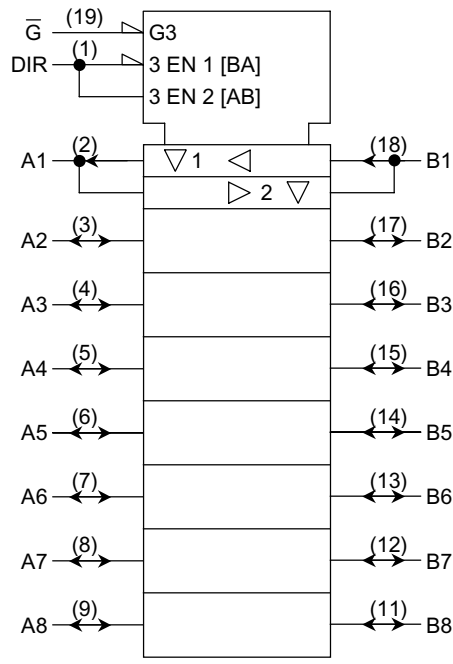 G̅ (19) G3
DIR (1) 3 EN 1 [BA]
3 EN 2 [AB]
A1 (2) ▽ 1 ◁ (18) B1
▷ 2 ▽
A2 (3) (17) B2
A3 (4) (16) B3
A4 (5) (15) B4
A5 (6) (14) B5
A6 (7) (13) B6
A7 (8) (12) B7
A8 (9) (11) B8